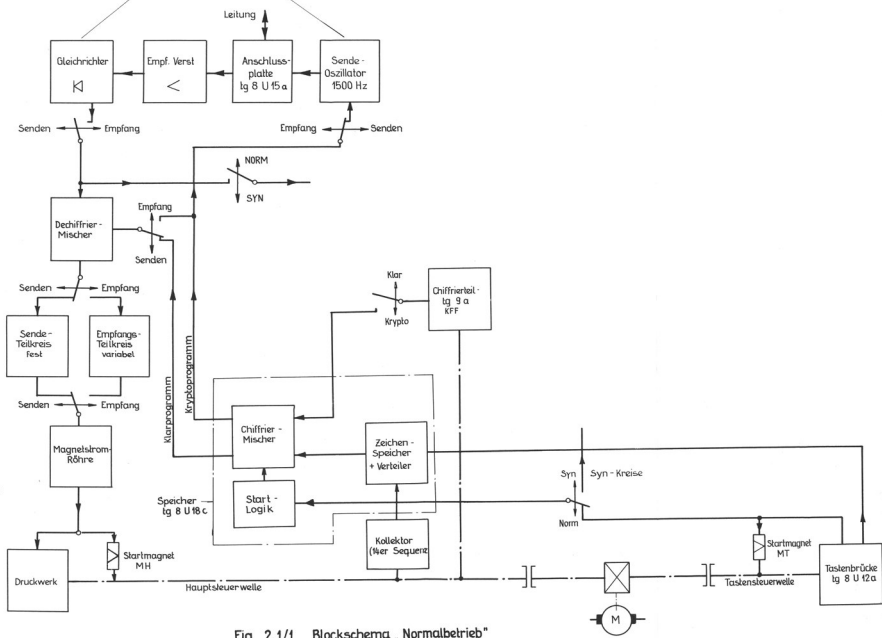 Leitung
Gleichrichter
Empf. Verst
<
Anschluss-
platte
tg 8 U 15 a
Sende-
Oszillator
1500 Hz
Senden
Empfang
Empfang
Senden
NORM
SYN
Dechiffrier-
Mischer
Empfang
Senden
Senden
Empfang
Klar
Krypto
Chiffrierteil-
tg 9 a
KFF
Sende-
Teilkreis
fest
Empfangs-
Teilkreis
variabel
Klarprogramm
Kryptoprogramm
Senden
Empfang
Magnetstrom-
Röhre
Chiffrier-
Mischer
Zeichen-
Speicher
+ Verteiler
Syn
Syn-Kreise
Norm
Speicher
tg 8 U 18 c
Start-
Logik
Kollektor
(14er Sequenz
Startmagnet
MH
Startmagnet
MT
Druckwerk
Hauptsteuerwelle
Tastensteuerwelle
Tastenbrücke
tg 8 U 12 a
M
Fig. 2.1/1 Blockschema „Normalbetrieb"